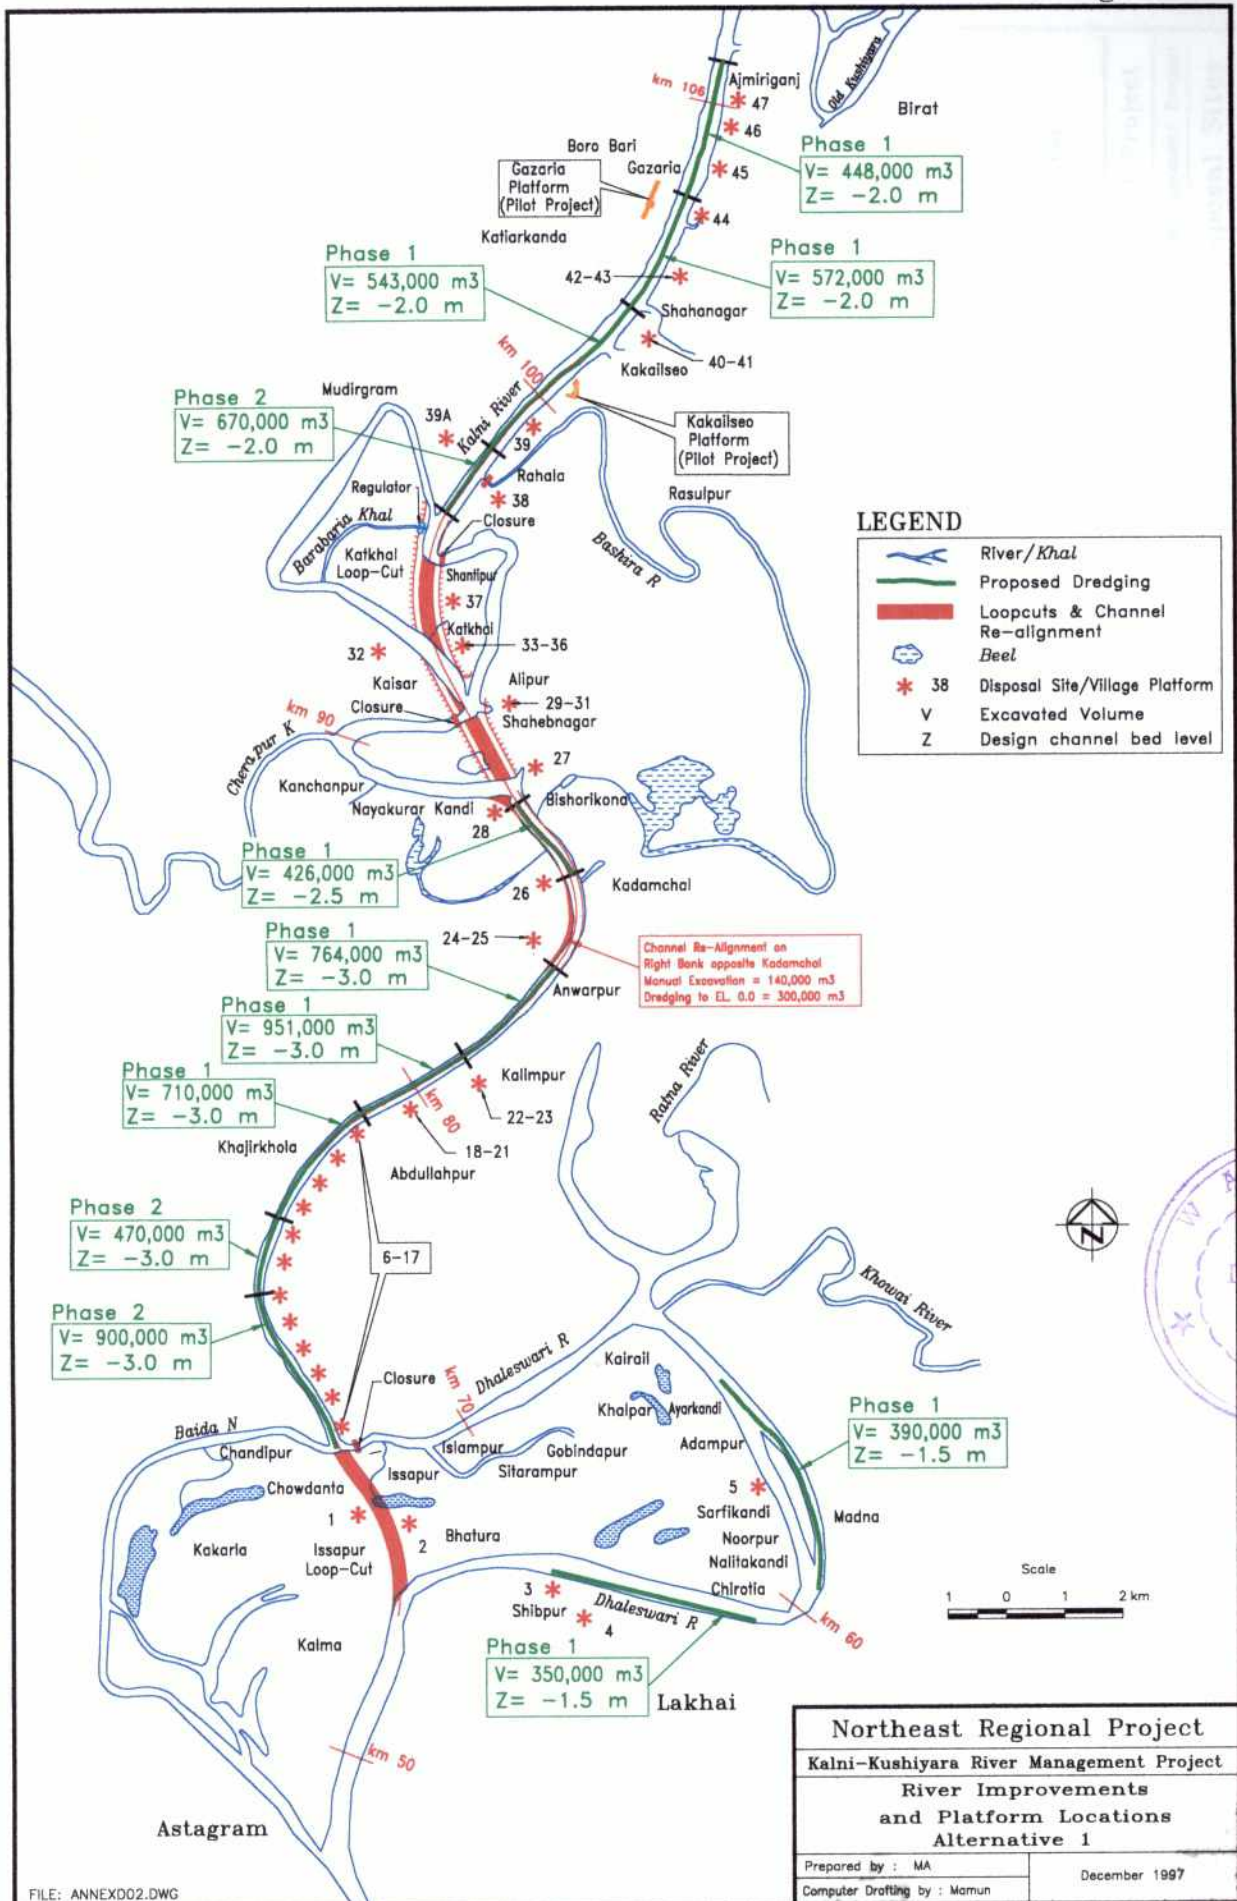 Ajmiriganj
km 106
47
46
45
44
Old Kushiyara
Birat
Boro Bari
Gazaria
Gazaria
Platform
(Pilot Project)
Katiarkanda
Phase 1
V= 448,000 m3
Z= -2.0 m
Phase 1
V= 572,000 m3
Z= -2.0 m
Phase 1
V= 543,000 m3
Z= -2.0 m
42-43
Shahanagar
40-41
Kakailseo
km 100
Mudirgram
Phase 2
V= 670,000 m3
Z= -2.0 m
39A
Kalni River
39
Kakailseo
Platform
(Pilot Project)
Rahala
Regulator
38
Rasulpur
Closure
Barabaria Khal
Katkhal
Loop-Cut
Shantipur
Bashira R
37
Katkhal
33-36
32
Kaisar
Alipur
29-31
Closure
Shahebnagar
km 90
Cherapur K
27
Kanchanpur
Nayakurar Kandi
Bishorikona
28
LEGEND
River/Khal
Proposed Dredging
Loopcuts & Channel
Re-alignment
Beel
38 Disposal Site/Village Platform
V Excavated Volume
Z Design channel bed level
Phase 1
V= 426,000 m3
Z= -2.5 m
26
Kadamchal
24-25
Phase 1
V= 764,000 m3
Z= -3.0 m
Channel Re-Alignment on
Right Bank opposite Kadamchal
Manual Excavation = 140,000 m3
Dredging to EL. 0.0 = 300,000 m3
Anwarpur
Phase 1
V= 951,000 m3
Z= -3.0 m
Kalimpur
Phase 1
V= 710,000 m3
Z= -3.0 m
km 80
22-23
18-21
Ratna River
Khajirkhola
Abdullahpur
Phase 2
V= 470,000 m3
Z= -3.0 m
6-17
N
Khowai River
Phase 2
V= 900,000 m3
Z= -3.0 m
Closure
km 70
Dhaleswari R
Kairail
Khalpar
Ayarkandi
Adampur
Phase 1
V= 390,000 m3
Z= -1.5 m
Baida N
Chandipur
Islampur
Gobindapur
Sitarampur
Issapur
Chowdanta
5
Sarfikandi
Madna
1
2
Bhatura
Noorpur
Kakaria
Issapur
Loop-Cut
Nalitakandi
Chirotia
3
Shibpur
4
Dhaleswari R
km 60
Scale
1 0 1 2 km
Kalma
Phase 1
V= 350,000 m3
Z= -1.5 m
Lakhai
km 50
Astagram
Northeast Regional Project
Kalni-Kushiyara River Management Project
River Improvements
and Platform Locations
Alternative 1
Prepared by : MA
Computer Drafting by : Mamun
December 1997
FILE: ANNEXD02.DWG